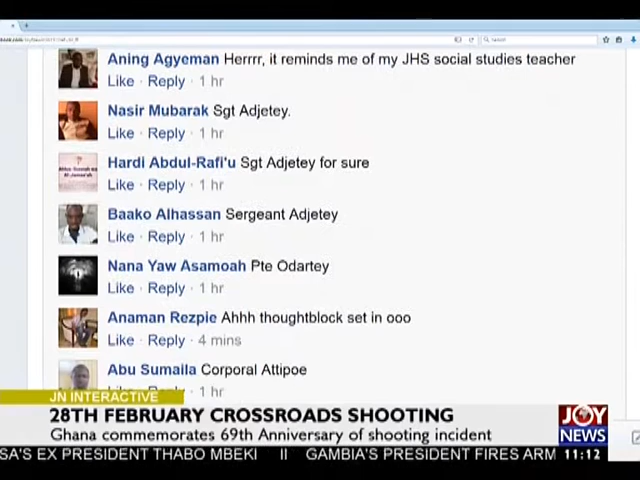 Aning Agyeman Herrrr, it reminds me of my JHS social studies teacher
Like · Reply · 1 hr
Nasir Mubarak Sgt Adjetey.
Like · Reply · 1 hr
Hardi Abdul-Rafi'u Sgt Adjetey for sure
Like · Reply · 1 hr
Baako Alhassan Sergeant Adjetey
Like · Reply · 1 hr
Nana Yaw Asamoah Pte Odartey
Like · Reply · 1 hr
Anaman Rezpie Ahhh thoughtblock set in ooo
Like · Reply · 4 mins
Abu Sumaila Corporal Attipoe
Like · Reply · 1 hr
JN INTERACTIVE
28TH FEBRUARY CROSSROADS SHOOTING
Ghana commemorates 69th Anniversary of shooting incident
JOY
NEWS
SA'S EX PRESIDENT THABO MBEKI II GAMBIA'S PRESIDENT FIRES ARM
11:12